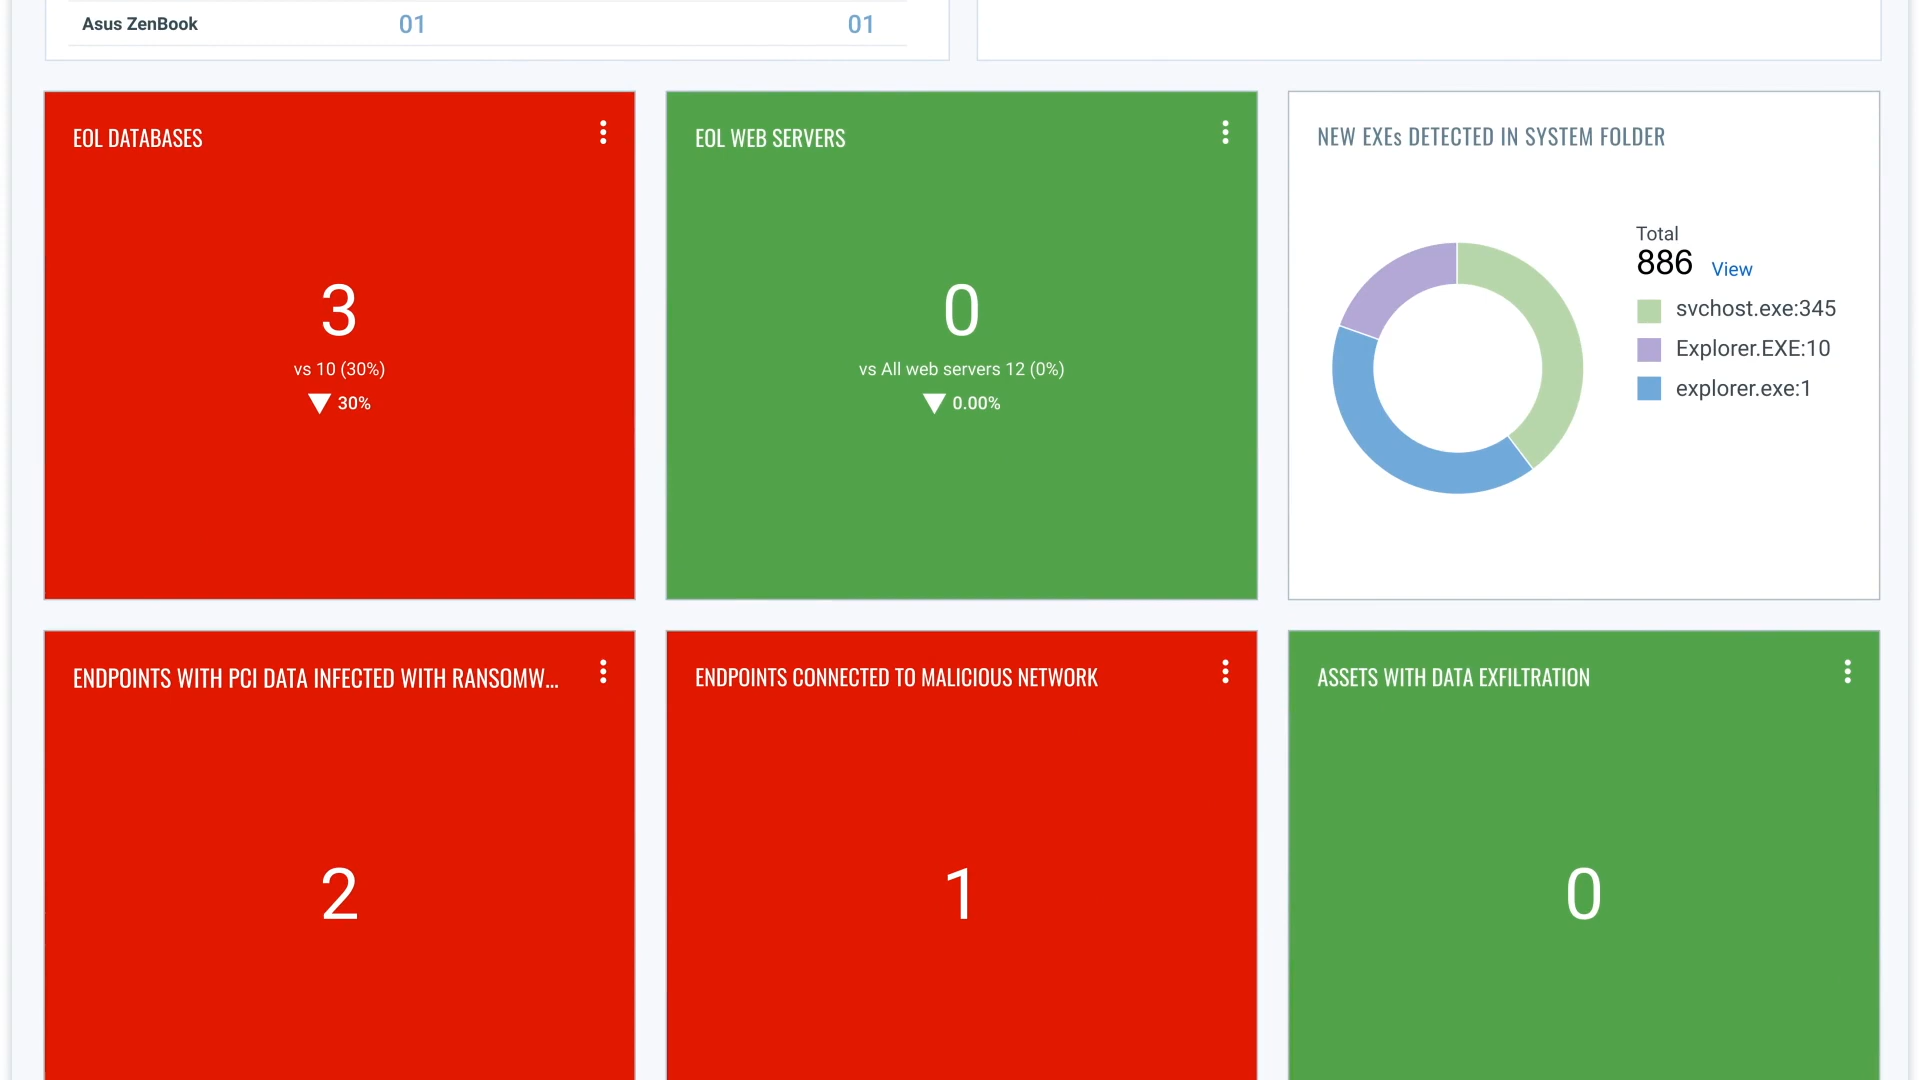 Asus ZenBook 01 01
EOL DATABASES
3
vs 10 (30%)
30%
EOL WEB SERVERS
0
vs All web servers 12 (0%)
0.00%
NEW EXEs DETECTED IN SYSTEM FOLDER
Total
886 View
svchost.exe:345
Explorer.EXE:10
explorer.exe:1
ENDPOINTS WITH PCI DATA INFECTED WITH RANSOMW...
2
ENDPOINTS CONNECTED TO MALICIOUS NETWORK
1
ASSETS WITH DATA EXFILTRATION
0